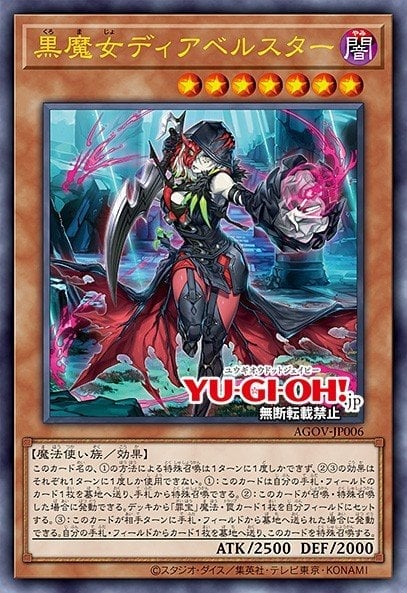 黒魔女ディアベルスター 闇
ユウギオウドットジェイピー
YU-GI-OH!.jp
無断転載禁止
AGOV-JP006
【魔法使い族／効果】
このカード名の、①の方法による特殊召喚は1ターンに1度しかできず、②③の効果は
それぞれ1ターンに1度しか使用できない。①：このカードは自分の手札・フィールドの
カード1枚を墓地へ送り、手札から特殊召喚できる。②：このカードが召喚・特殊召喚
した場合に発動できる。デッキから「罪宝」魔法・罠カード1枚を自分フィールドにセット
する。③：このカードが相手ターンに手札・フィールドから墓地へ送られた場合に発動
できる。自分の手札・フィールドからカード1枚を墓地へ送り、このカードを特殊召喚する。
ATK/2500 DEF/2000
©スタジオ・ダイス／集英社・テレビ東京・KONAMI